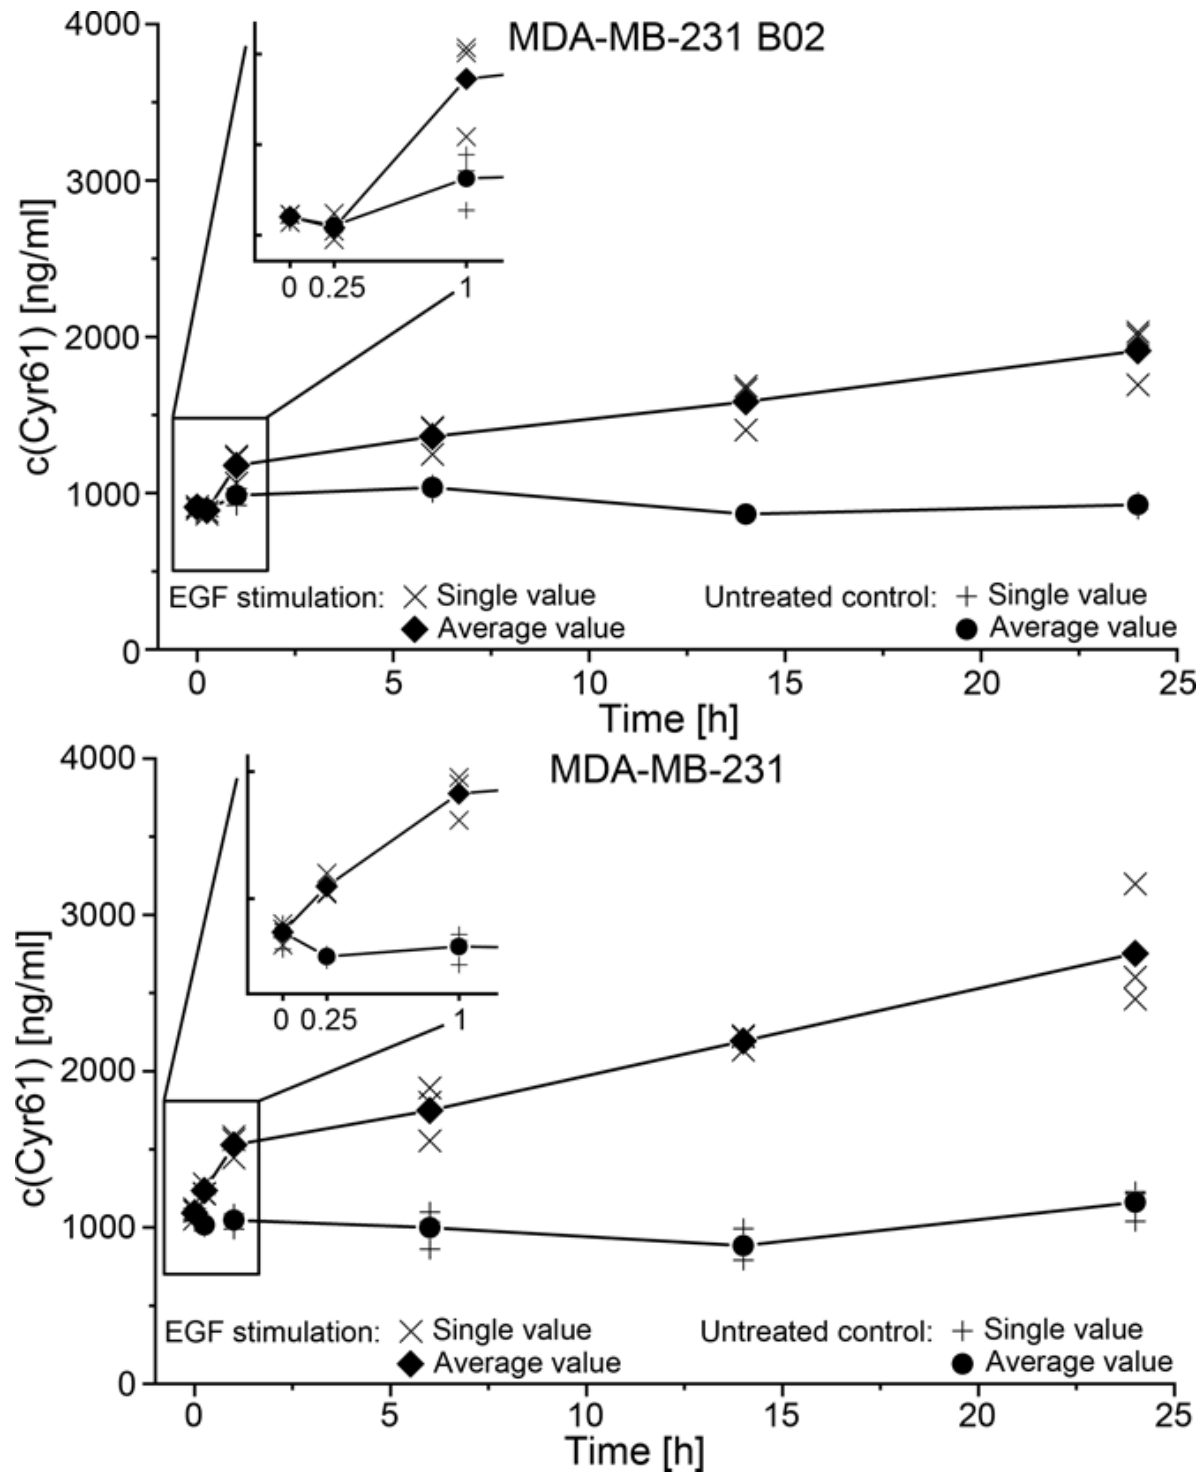 MDA-MB-231 B02
4000
3000
2000
1000
0
c(Cyr61) [ng/ml]
0 0.25 1
EGF stimulation: × Single value
◆ Average value
Untreated control: + Single value
● Average value
0 5 10 15 20 25
Time [h]
MDA-MB-231
4000
3000
2000
1000
0
c(Cyr61) [ng/ml]
0 0.25 1
EGF stimulation: × Single value
◆ Average value
Untreated control: + Single value
● Average value
0 5 10 15 20 25
Time [h]